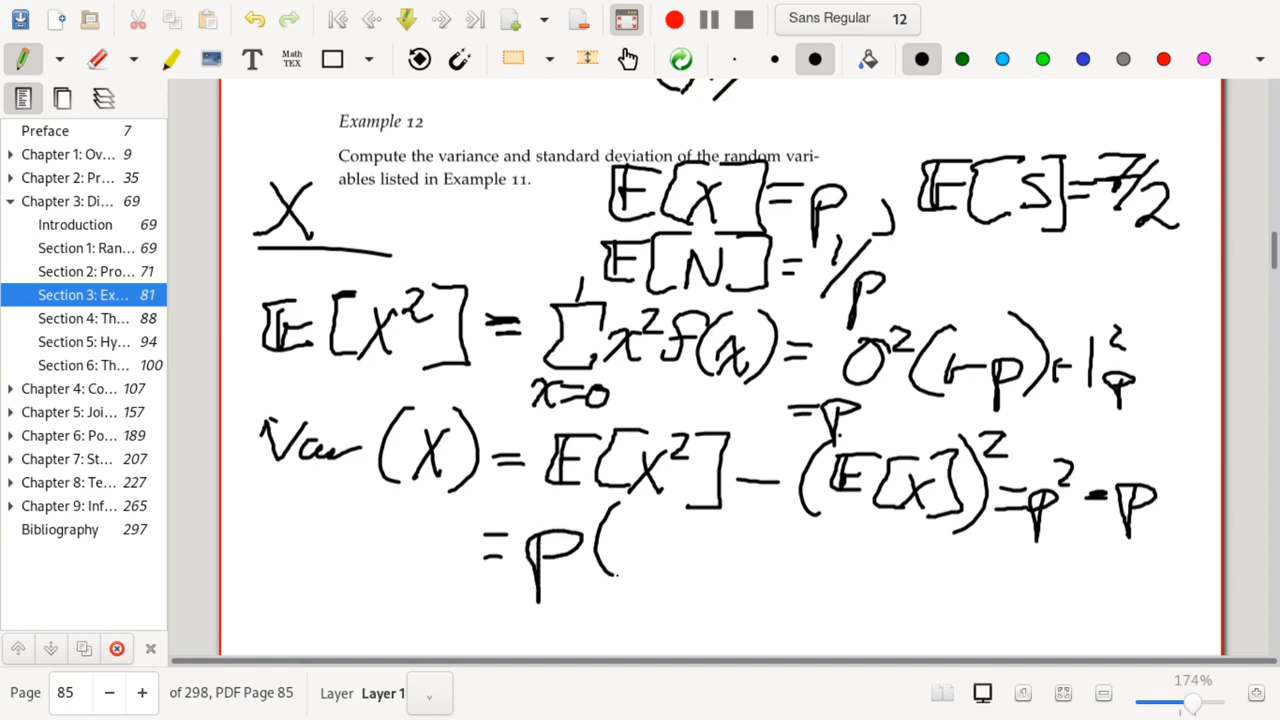 Sans Regular 12
T Math TEX
Preface 7
Chapter 1: Ov... 9
Chapter 2: Pr... 35
Chapter 3: Di... 69
Introduction 69
Section 1: Ran... 69
Section 2: Pro... 71
Section 3: Ex... 81
Section 4: Th... 88
Section 5: Hy... 94
Section 6: Th... 100
Chapter 4: Co... 107
Chapter 5: Joi... 157
Chapter 6: Po... 189
Chapter 7: St... 207
Chapter 8: Te... 227
Chapter 9: Inf... 265
Bibliography 297
Example 12
Compute the variance and standard deviation of the random vari-
ables listed in Example 11.
X
E[X] = p, E[S] = 7/2
E[N] = 1/p
E[X²] = ∑_{x=0}^{1} x² f(x) = 0²(1-p) + 1² p
= p
Var(X) = E[X²] - (E[X])² = p² - p
= p(
Page 85 of 298, PDF Page 85 Layer Layer 1 174%